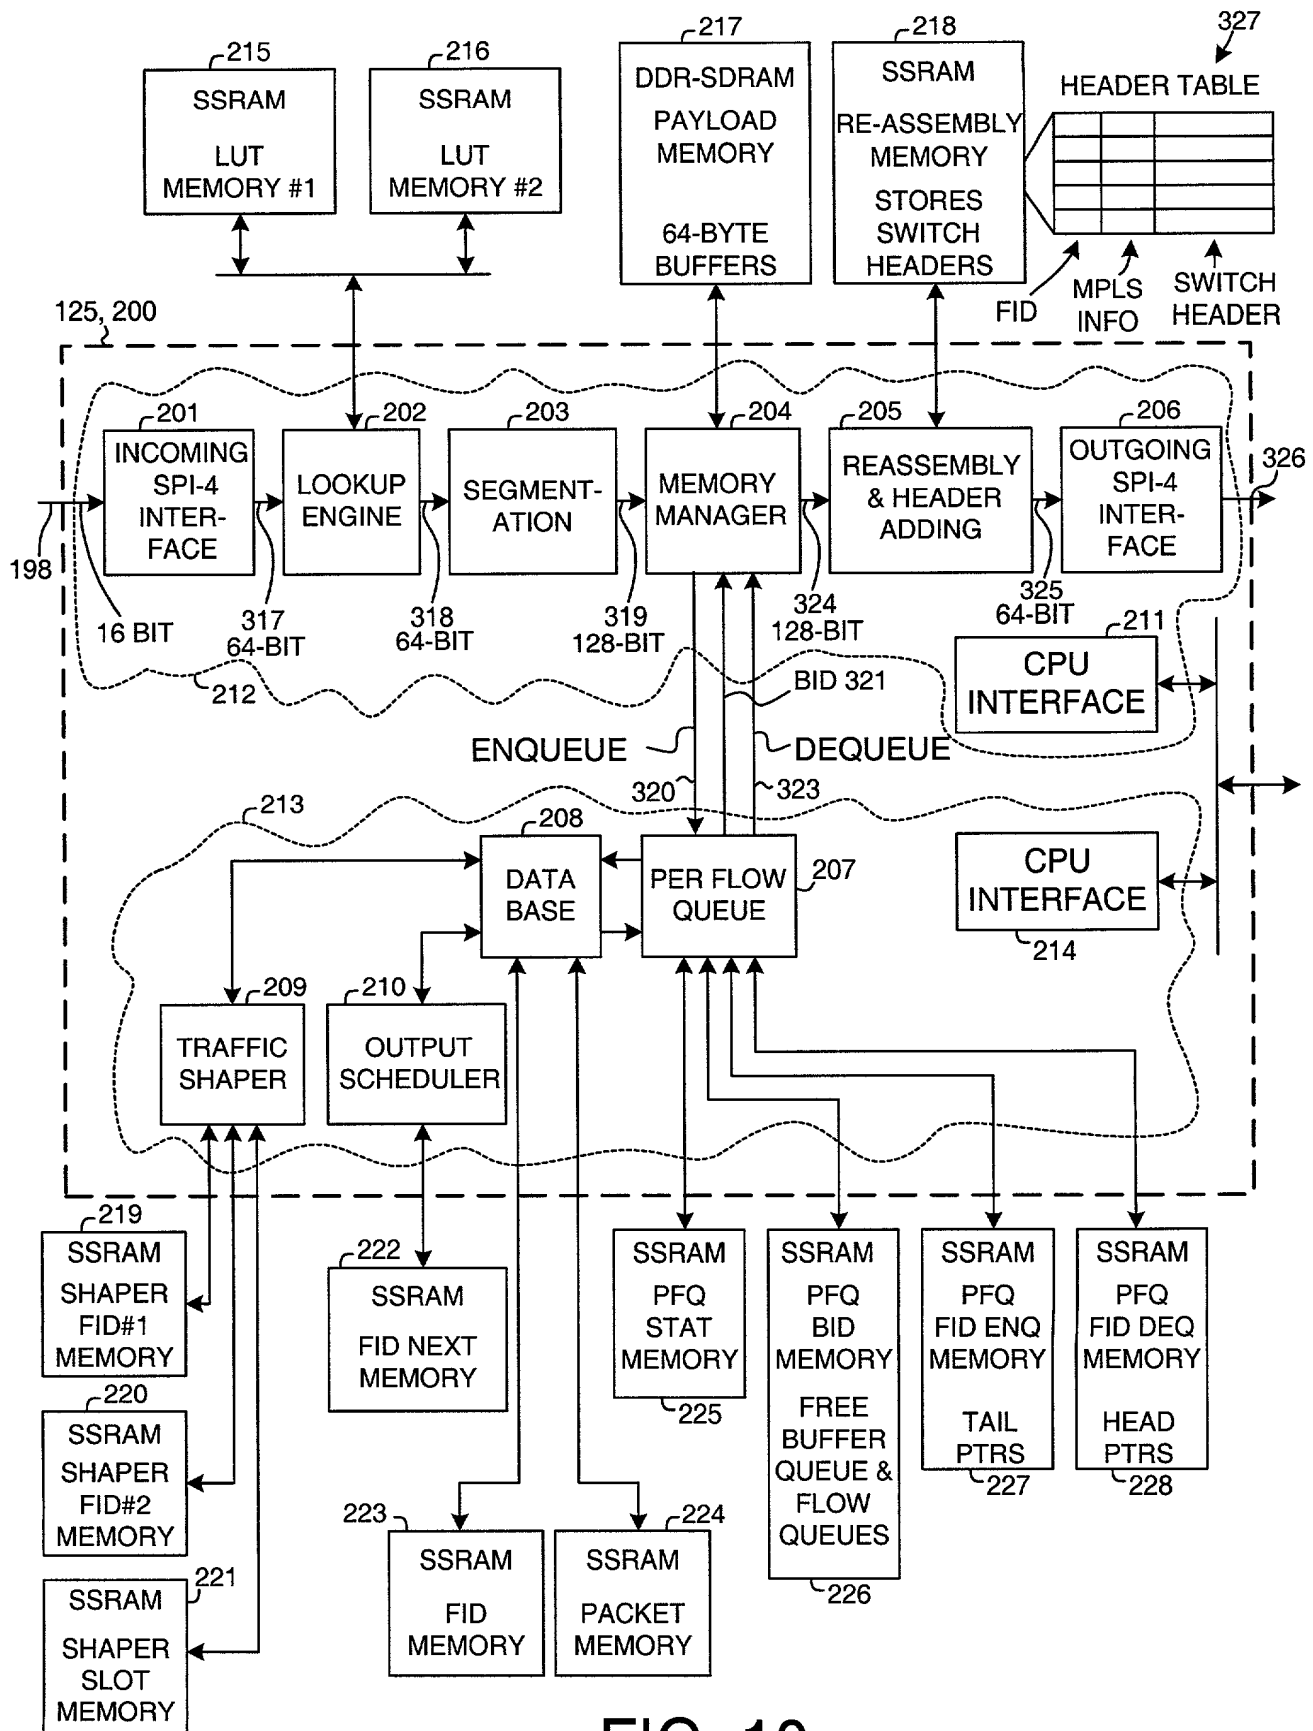 215
SSRAM
LUT
MEMORY #1
216
SSRAM
LUT
MEMORY #2
217
DDR-SDRAM
PAYLOAD
MEMORY
64-BYTE
BUFFERS
218
SSRAM
RE-ASSEMBLY
MEMORY
STORES
SWITCH
HEADERS
327
HEADER TABLE
FID
MPLS
INFO
SWITCH
HEADER
125, 200
201
INCOMING
SPI-4
INTER-
FACE
202
LOOKUP
ENGINE
203
SEGMENT-
ATION
204
MEMORY
MANAGER
205
REASSEMBLY
& HEADER
ADDING
206
OUTGOING
SPI-4
INTER-
FACE
326
198
16 BIT
317
64-BIT
318
64-BIT
319
128-BIT
324
128-BIT
325
64-BIT
211
CPU
INTERFACE
212
BID 321
ENQUEUE
DEQUEUE
320
323
213
208
DATA
BASE
PER FLOW
QUEUE
207
CPU
INTERFACE
214
209
TRAFFIC
SHAPER
210
OUTPUT
SCHEDULER
219
SSRAM
SHAPER
FID#1
MEMORY
220
SSRAM
SHAPER
FID#2
MEMORY
221
SSRAM
SHAPER
SLOT
MEMORY
222
SSRAM
FID NEXT
MEMORY
223
SSRAM
FID
MEMORY
224
SSRAM
PACKET
MEMORY
SSRAM
PFQ
STAT
MEMORY
225
SSRAM
PFQ
BID
MEMORY
FREE
BUFFER
QUEUE &
FLOW
QUEUES
226
SSRAM
PFQ
FID ENQ
MEMORY
TAIL
PTRS
227
SSRAM
PFQ
FID DEQ
MEMORY
HEAD
PTRS
228